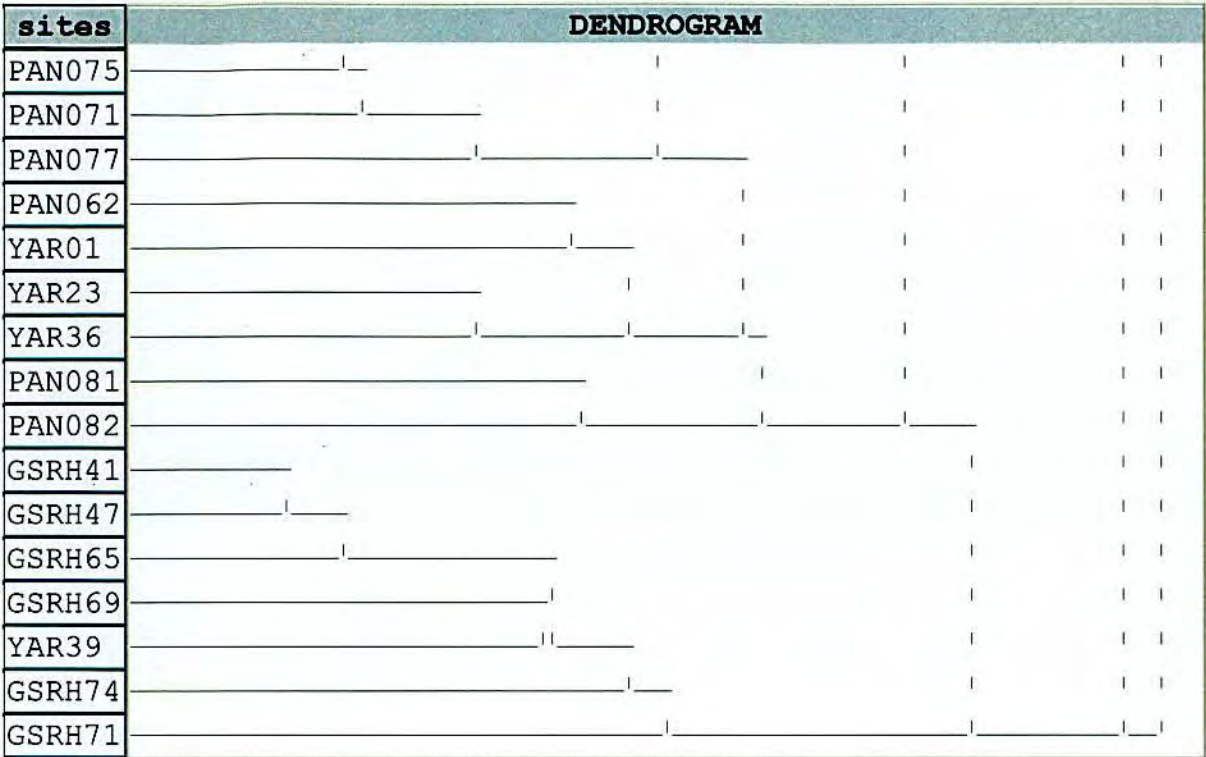 sites DENDROGRAM
PAN075
PAN071
PAN077
PAN062
YAR01
YAR23
YAR36
PAN081
PAN082
GSRH41
GSRH47
GSRH65
GSRH69
YAR39
GSRH74
GSRH71